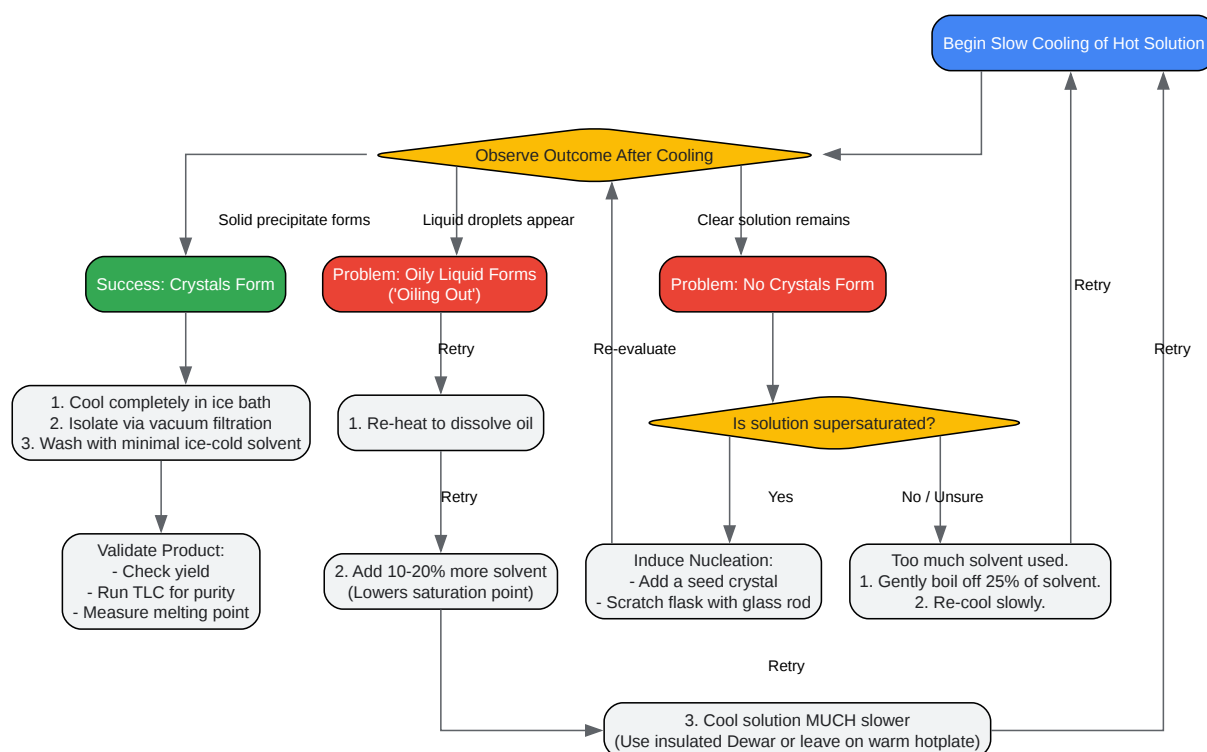 Begin Slow Cooling of Hot Solution
Observe Outcome After Cooling
Solid precipitate forms
Liquid droplets appear
Clear solution remains
Success: Crystals Form
Problem: Oily Liquid Forms
('Oiling Out')
Problem: No Crystals Form
Retry
Retry
Re-evaluate
Retry
1. Cool completely in ice bath
2. Isolate via vacuum filtration
3. Wash with minimal ice-cold solvent
1. Re-heat to dissolve oil
Is solution supersaturated?
Retry
Yes
No / Unsure
Validate Product:
- Check yield
- Run TLC for purity
- Measure melting point
2. Add 10-20% more solvent
(Lowers saturation point)
Induce Nucleation:
- Add a seed crystal
- Scratch flask with glass rod
Too much solvent used.
1. Gently boil off 25% of solvent.
2. Re-cool slowly.
Retry
3. Cool solution MUCH slower
(Use insulated Dewar or leave on warm hotplate)